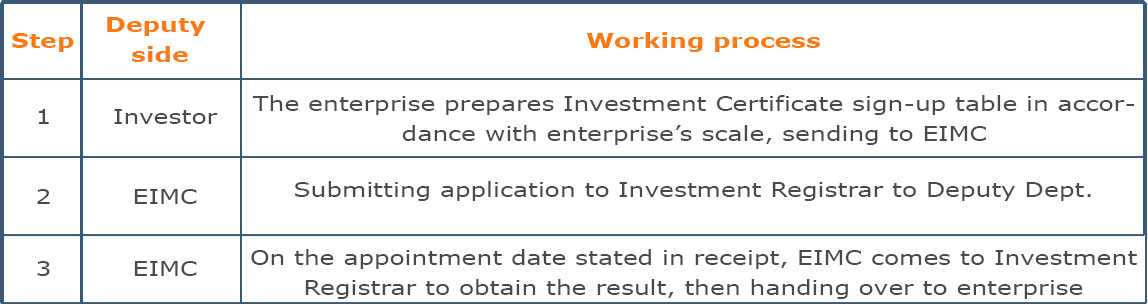 Step
Deputy
side
Working process
1
Investor
The enterprise prepares Investment Certificate sign-up table in accor-
dance with enterprise’s scale, sending to EIMC
2
EIMC
Submitting application to Investment Registrar to Deputy Dept.
3
EIMC
On the appointment date stated in receipt, EIMC comes to Investment
Registrar to obtain the result, then handing over to enterprise